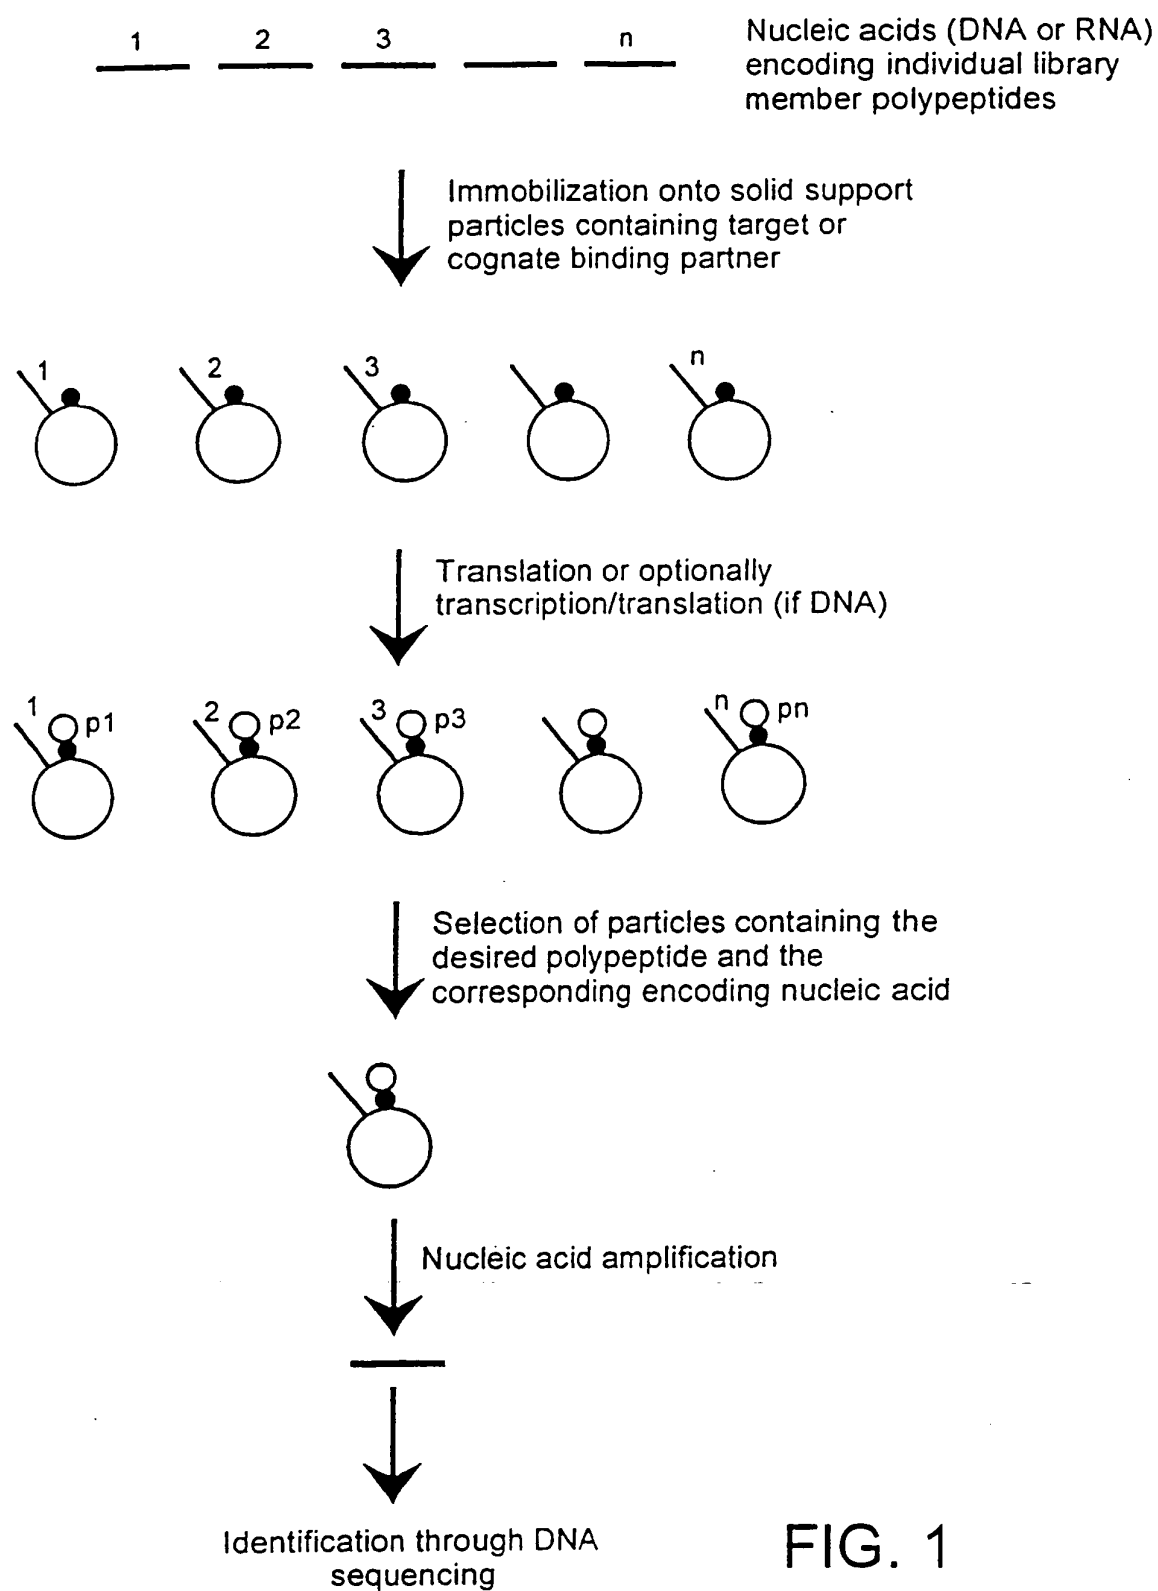 1 2 3 n
Nucleic acids (DNA or RNA)
encoding individual library
member polypeptides
Immobilization onto solid support
particles containing target or
cognate binding partner
1 2 3 n
Translation or optionally
transcription/translation (if DNA)
1 p1 2 p2 3 p3 n pn
Selection of particles containing the
desired polypeptide and the
corresponding encoding nucleic acid
Nucleic acid amplification
Identification through DNA
sequencing
FIG. 1